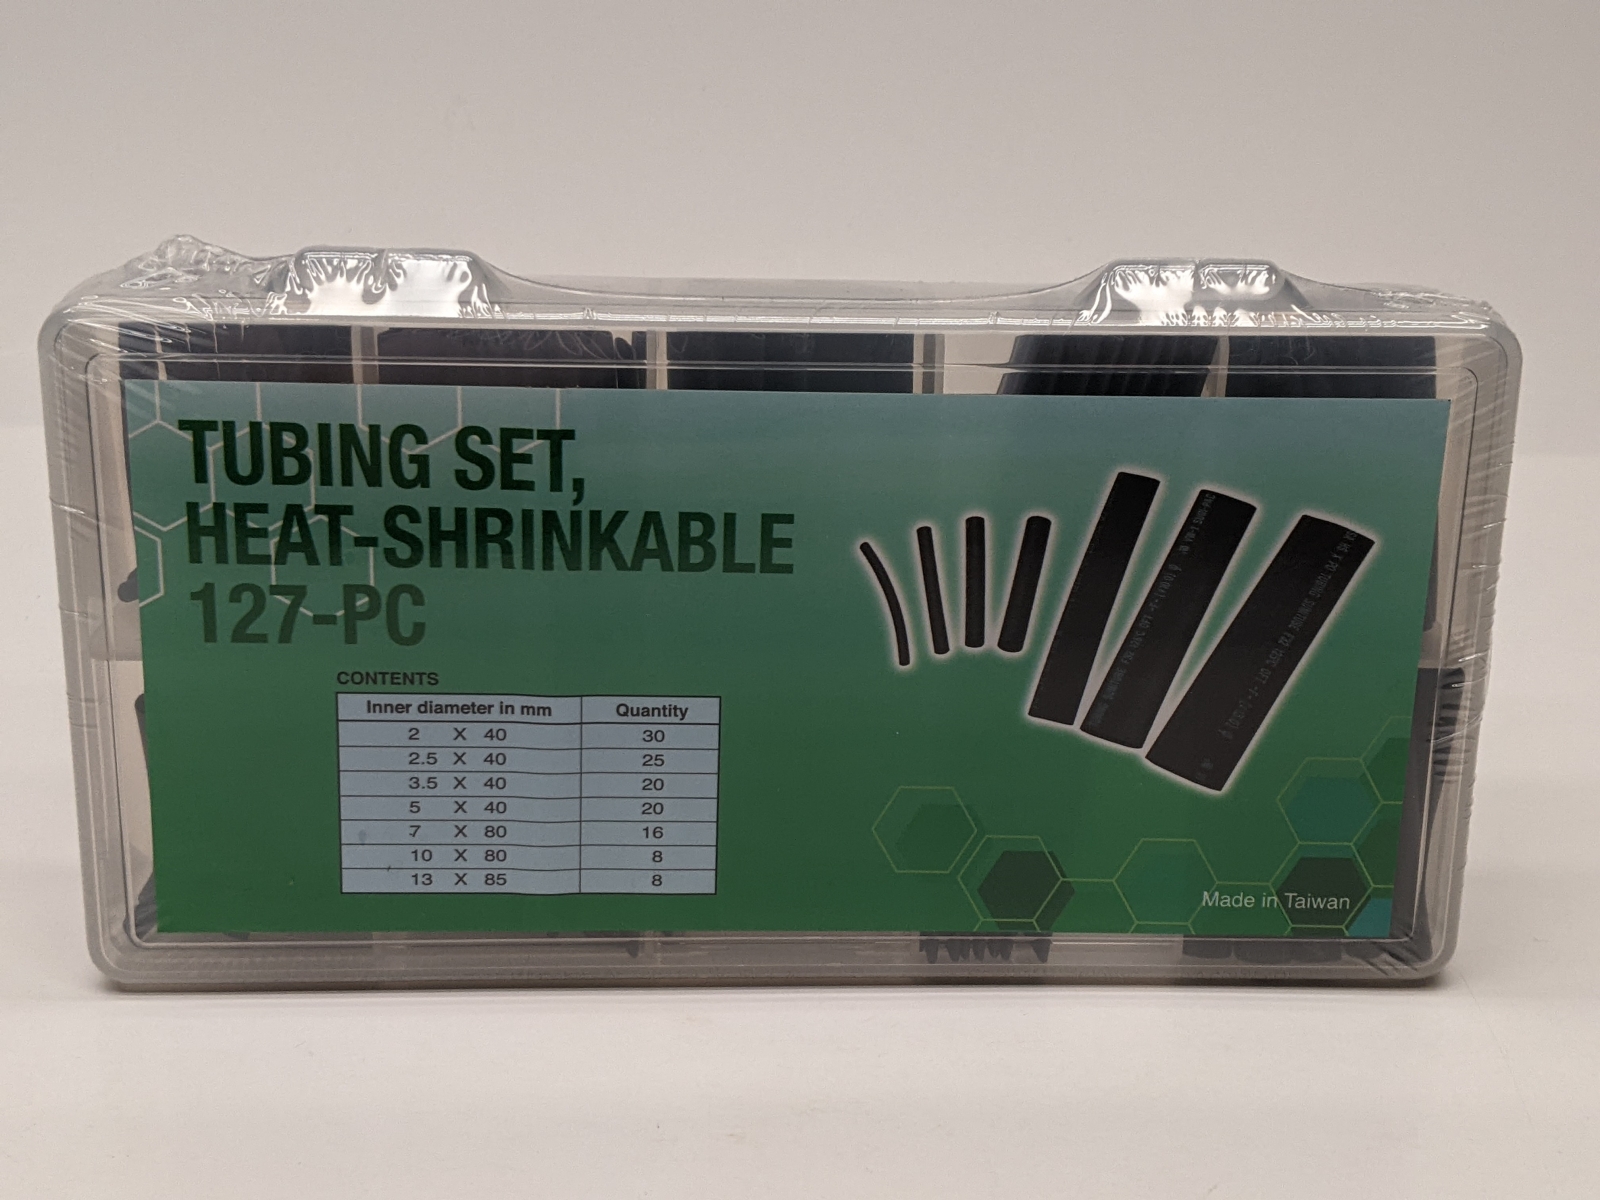 TUBING SET,
HEAT-SHRINKABLE
127-PC
CONTENTS
Inner diameter in mm Quantity
2 X 40 30
2.5 X 40 25
3.5 X 40 20
5 X 40 20
7 X 80 16
10 X 80 8
13 X 85 8
Made in Taiwan